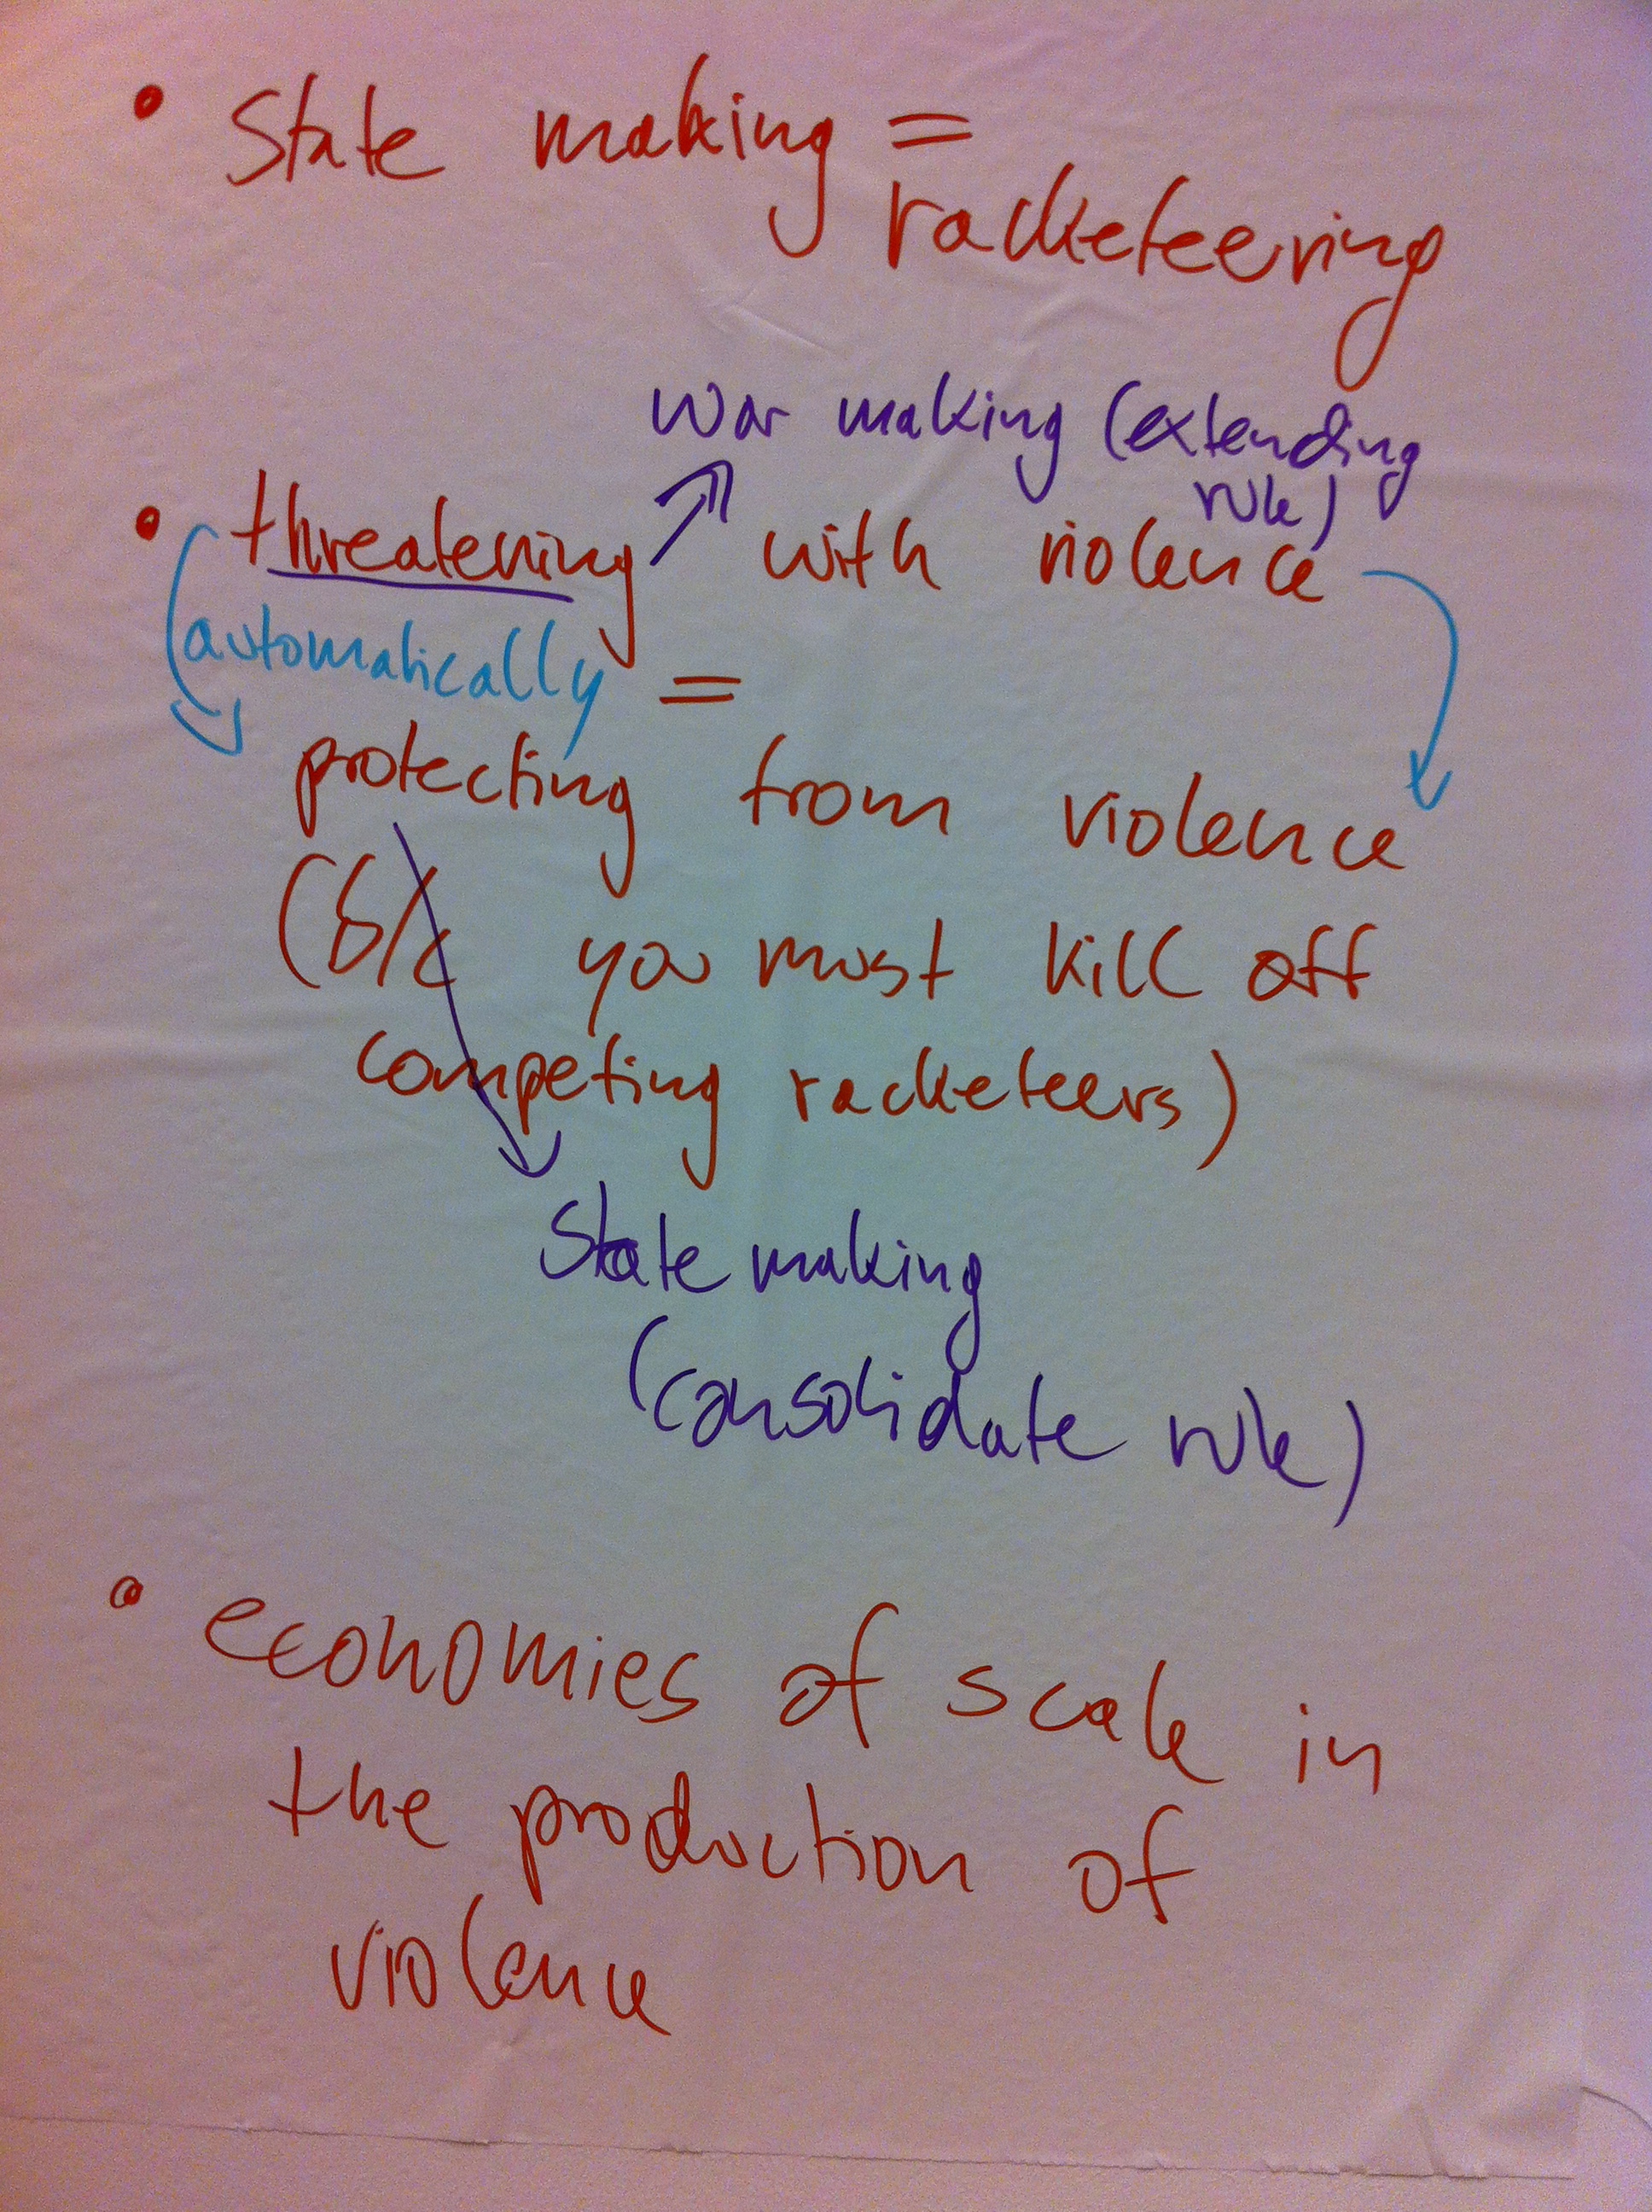 • State making =
racketeering
War making (extending
rule)
• threatening with violence
automatically =
protecting from violence
(b/c you must kill off
competing racketeers)
State making
(consolidate rule)
• economies of scale in
the production of
violence